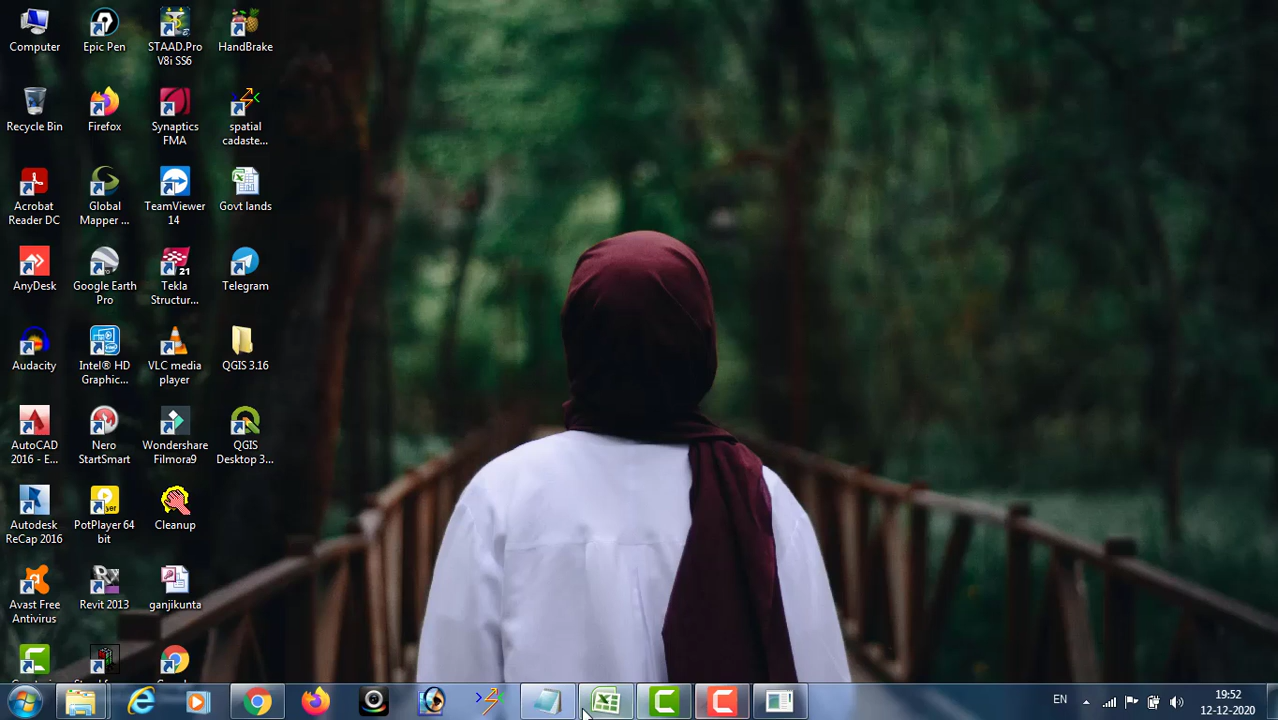 Computer
Epic Pen
STAAD.Pro
V8i SS6
HandBrake
Recycle Bin
Firefox
Synaptics
FMA
spatial
cadaste...
Acrobat
Reader DC
Global
Mapper ...
TeamViewer
14
Govt lands
AnyDesk
Google Earth
Pro
21
Tekla
Structur...
Telegram
Audacity
Intel® HD
Graphic...
VLC media
player
QGIS 3.16
AutoCAD
2016 - E...
Nero
StartSmart
Wondershare
Filmora9
QGIS
Desktop 3...
Autodesk
ReCap 2016
PotPlayer 64
bit
Cleanup
Avast Free
Antivirus
Revit 2013
ganjikunta
EN
19:52
12-12-2020